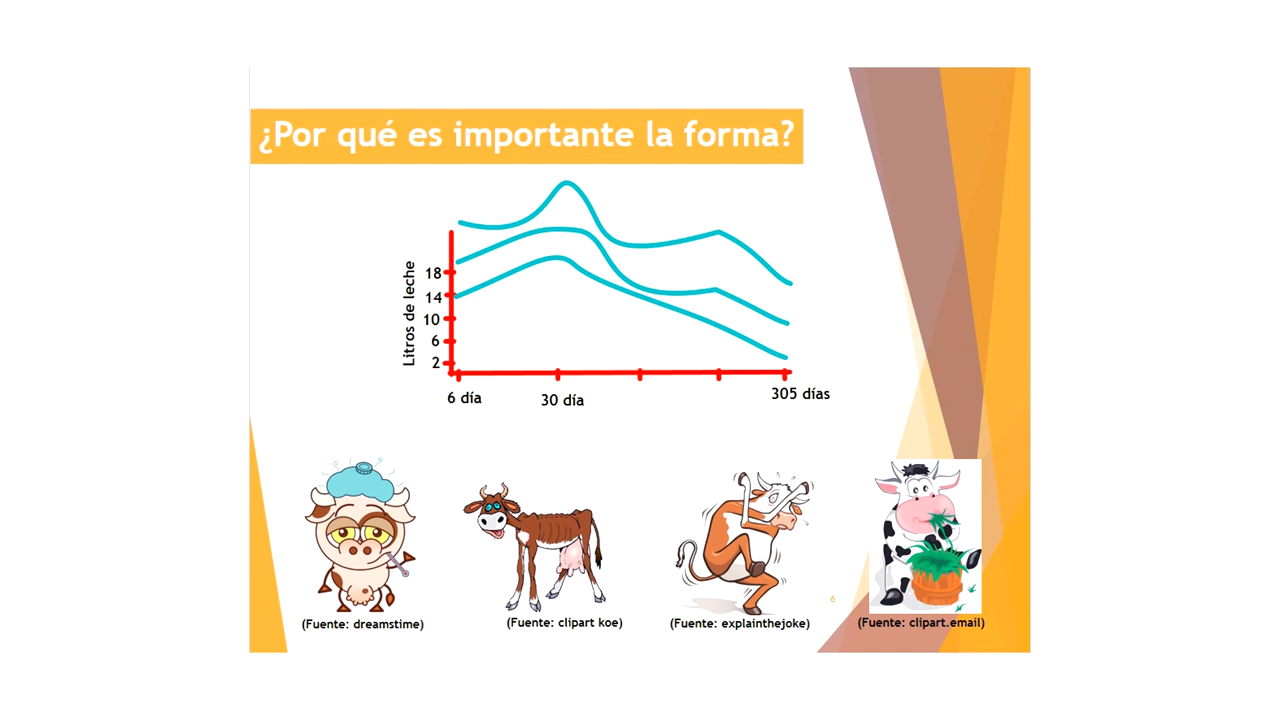 ¿Por qué es importante la forma?
Litros de leche
18
14
10
6
2
6 día
30 día
305 días
(Fuente: dreamstime)
(Fuente: clipart koe)
(Fuente: explainthejoke)
(Fuente: clipart.email)
6